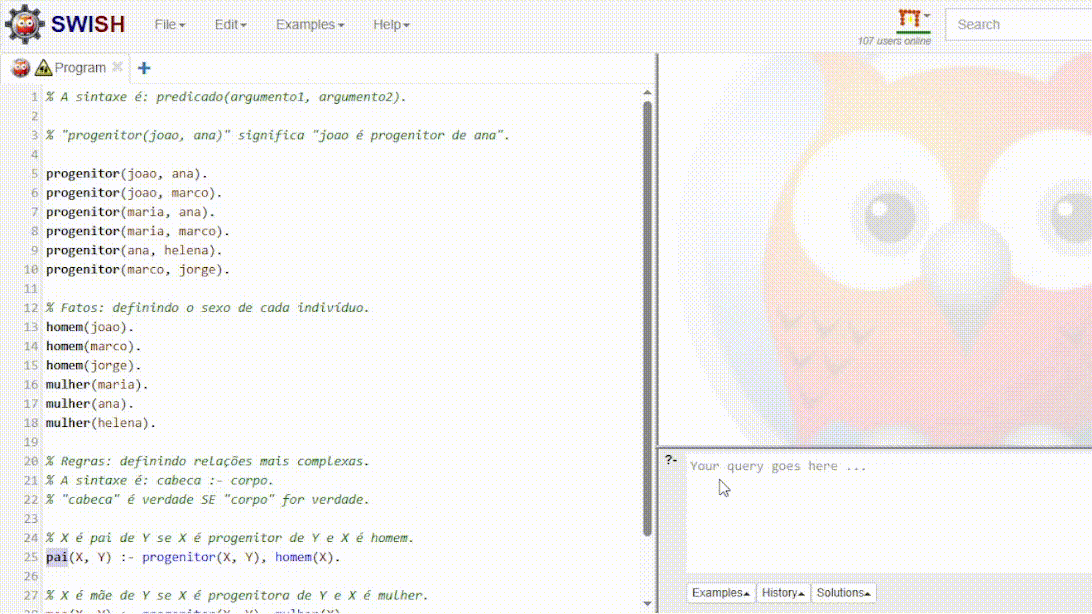 SWISH File Edit Examples Help Search
107 users online
Program
1 % A sintaxe é: predicado(argumento1, argumento2).
2
3 % "progenitor(joao, ana)" significa "joao é progenitor de ana".
4
5 progenitor(joao, ana).
6 progenitor(joao, marco).
7 progenitor(maria, ana).
8 progenitor(maria, marco).
9 progenitor(ana, helena).
10 progenitor(marco, jorge).
11
12 % Fatos: definindo o sexo de cada indivíduo.
13 homem(joao).
14 homem(marco).
15 homem(jorge).
16 mulher(maria).
17 mulher(ana).
18 mulher(helena).
19
20 % Regras: definindo relações mais complexas.
21 % A sintaxe é: cabeca :- corpo.
22 % "cabeca" é verdade SE "corpo" for verdade.
23
24 % X é pai de Y se X é progenitor de Y e X é homem.
25 pai(X, Y) :- progenitor(X, Y), homem(X).
26
27 % X é mãe de Y se X é progenitora de Y e X é mulher.
?- Your query goes here ...
Examples History Solutions